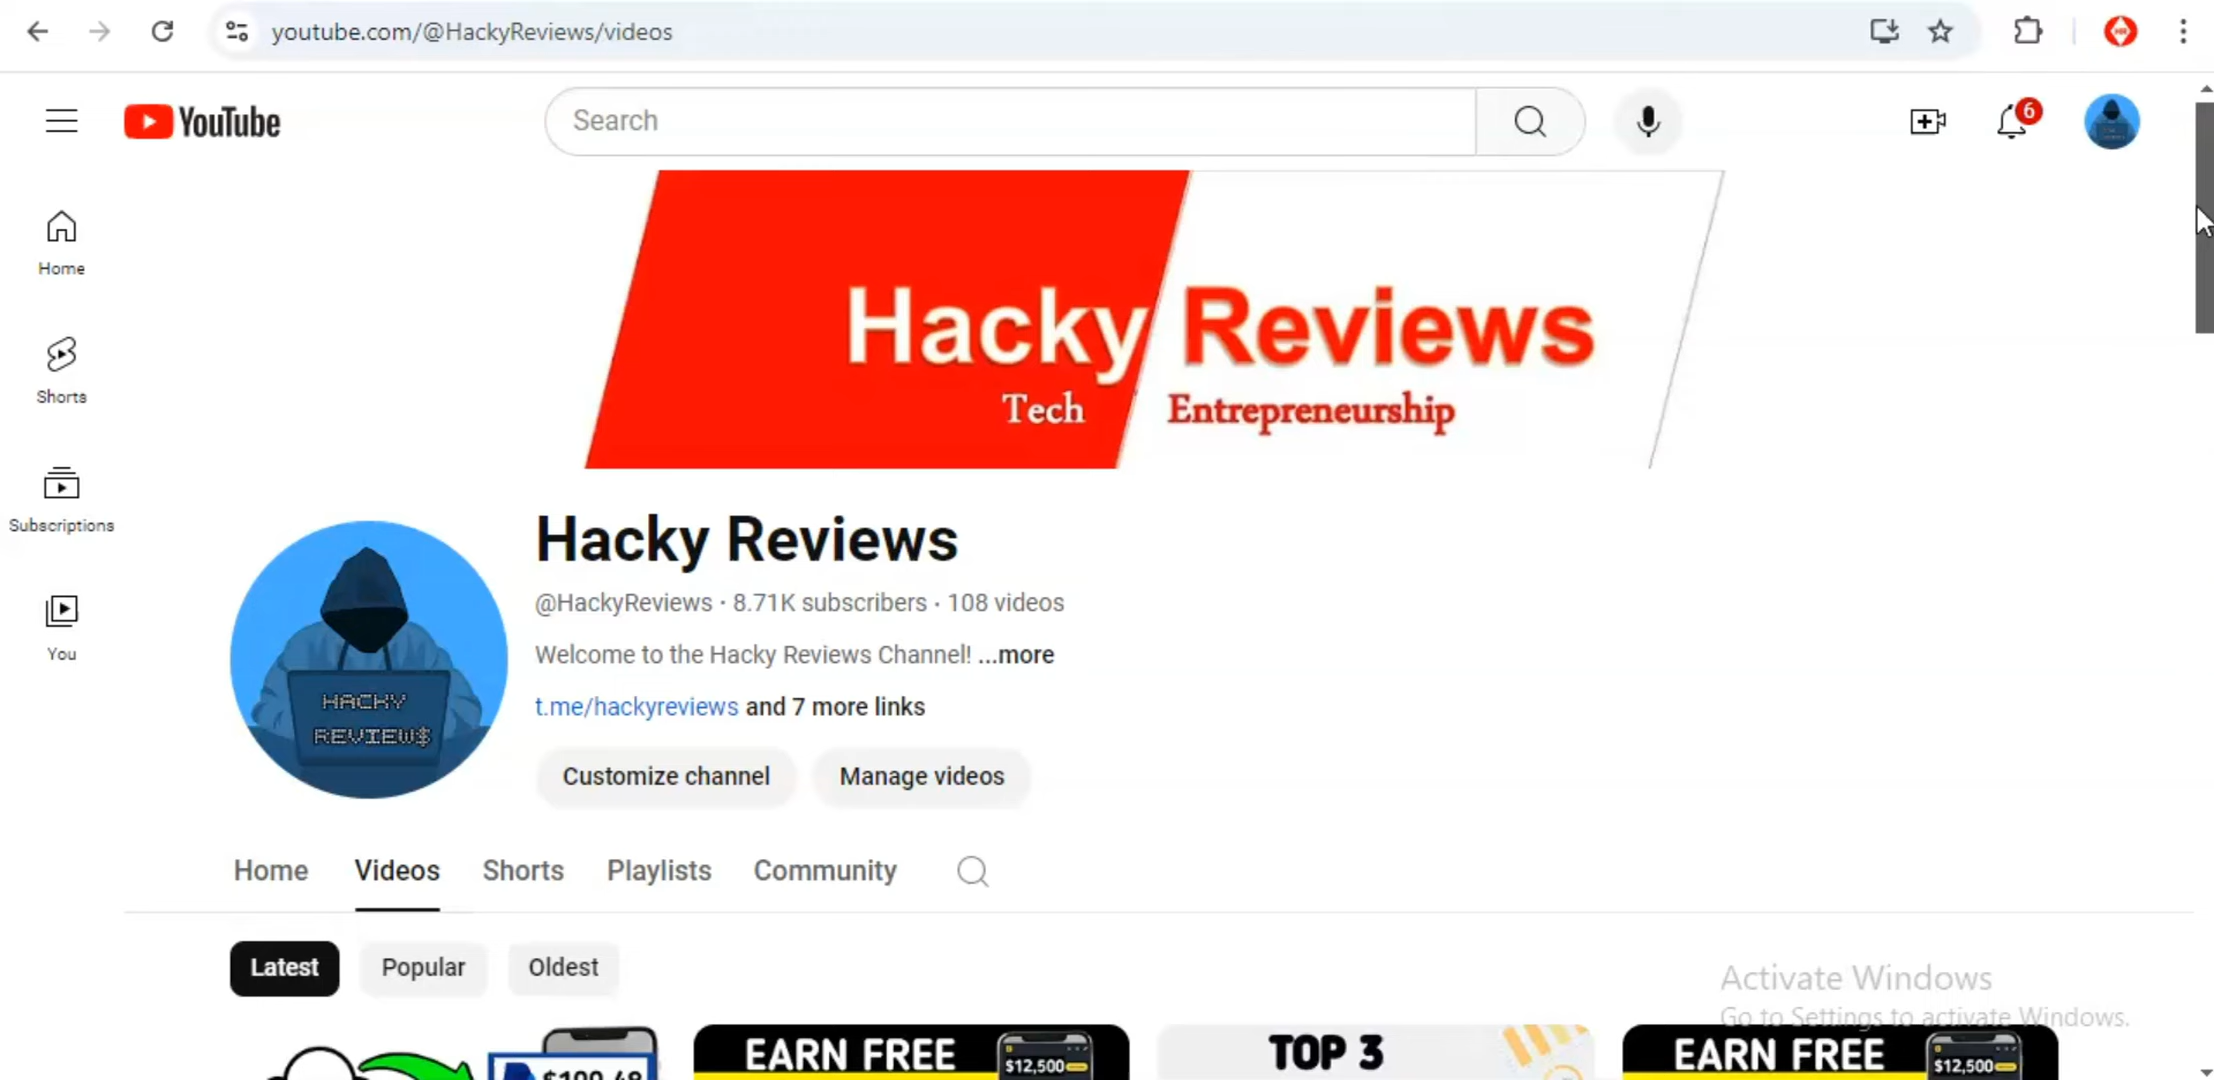 youtube.com/@HackyReviews/videos
YouTube
Search
6
Home
Shorts
Subscriptions
You
Hacky Reviews
Tech Entrepreneurship
Hacky Reviews
@HackyReviews · 8.71K subscribers · 108 videos
Welcome to the Hacky Reviews Channel! ...more
t.me/hackyreviews and 7 more links
HACKY
REVIEW$
Customize channel Manage videos
Home Videos Shorts Playlists Community
Latest Popular Oldest
Activate Windows
Go to Settings to activate Windows.
$100.48
EARN FREE
$12,500
TOP 3
EARN FREE
$12,500